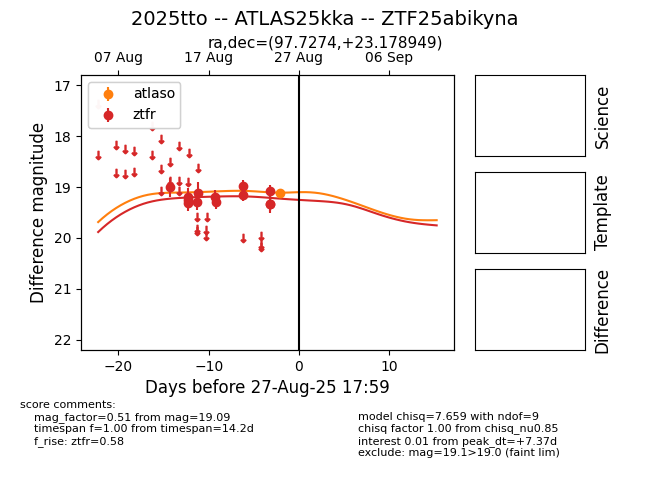 2025tto -- ATLAS25kka -- ZTF25abikyna
ra,dec=(97.7274,+23.178949)
07 Aug 17 Aug 27 Aug 06 Sep
atlaso
ztfr
17
18
19
20
21
22
Difference magnitude
−20 −10 0 10
Days before 27-Aug-25 17:59
Science
Template
Difference
score comments:
mag_factor=0.51 from mag=19.09
timespan f=1.00 from timespan=14.2d
f_rise: ztfr=0.58
model chisq=7.659 with ndof=9
chisq factor 1.00 from chisq_nu0.85
interest 0.01 from peak_dt=+7.37d
exclude: mag=19.1>19.0 (faint lim)